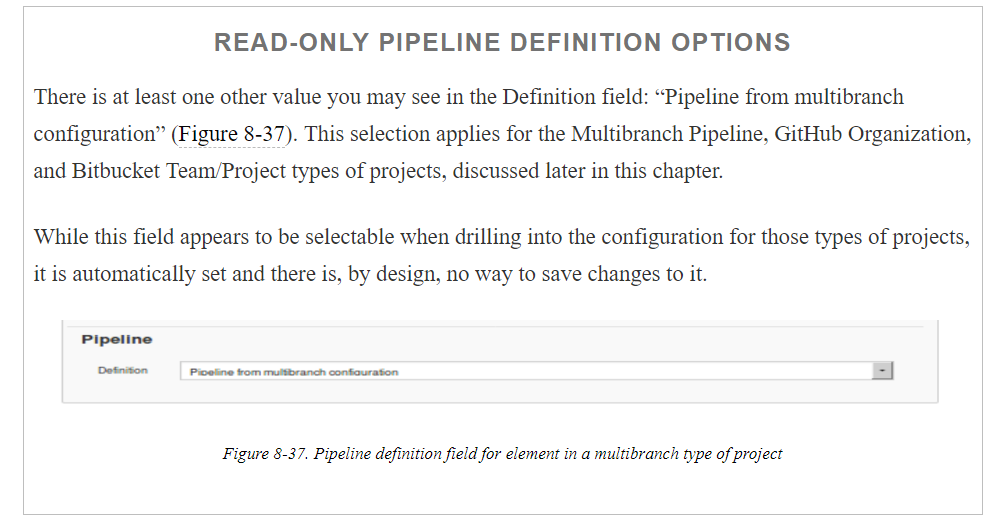 READ-ONLY PIPELINE DEFINITION OPTIONS
There is at least one other value you may see in the Definition field: “Pipeline from multibranch
configuration” (Figure 8-37). This selection applies for the Multibranch Pipeline, GitHub Organization,
and Bitbucket Team/Project types of projects, discussed later in this chapter.
While this field appears to be selectable when drilling into the configuration for those types of projects,
it is automatically set and there is, by design, no way to save changes to it.
Pipeline
Definition
Pipeline from multibranch configuration
Figure 8-37. Pipeline definition field for element in a multibranch type of project